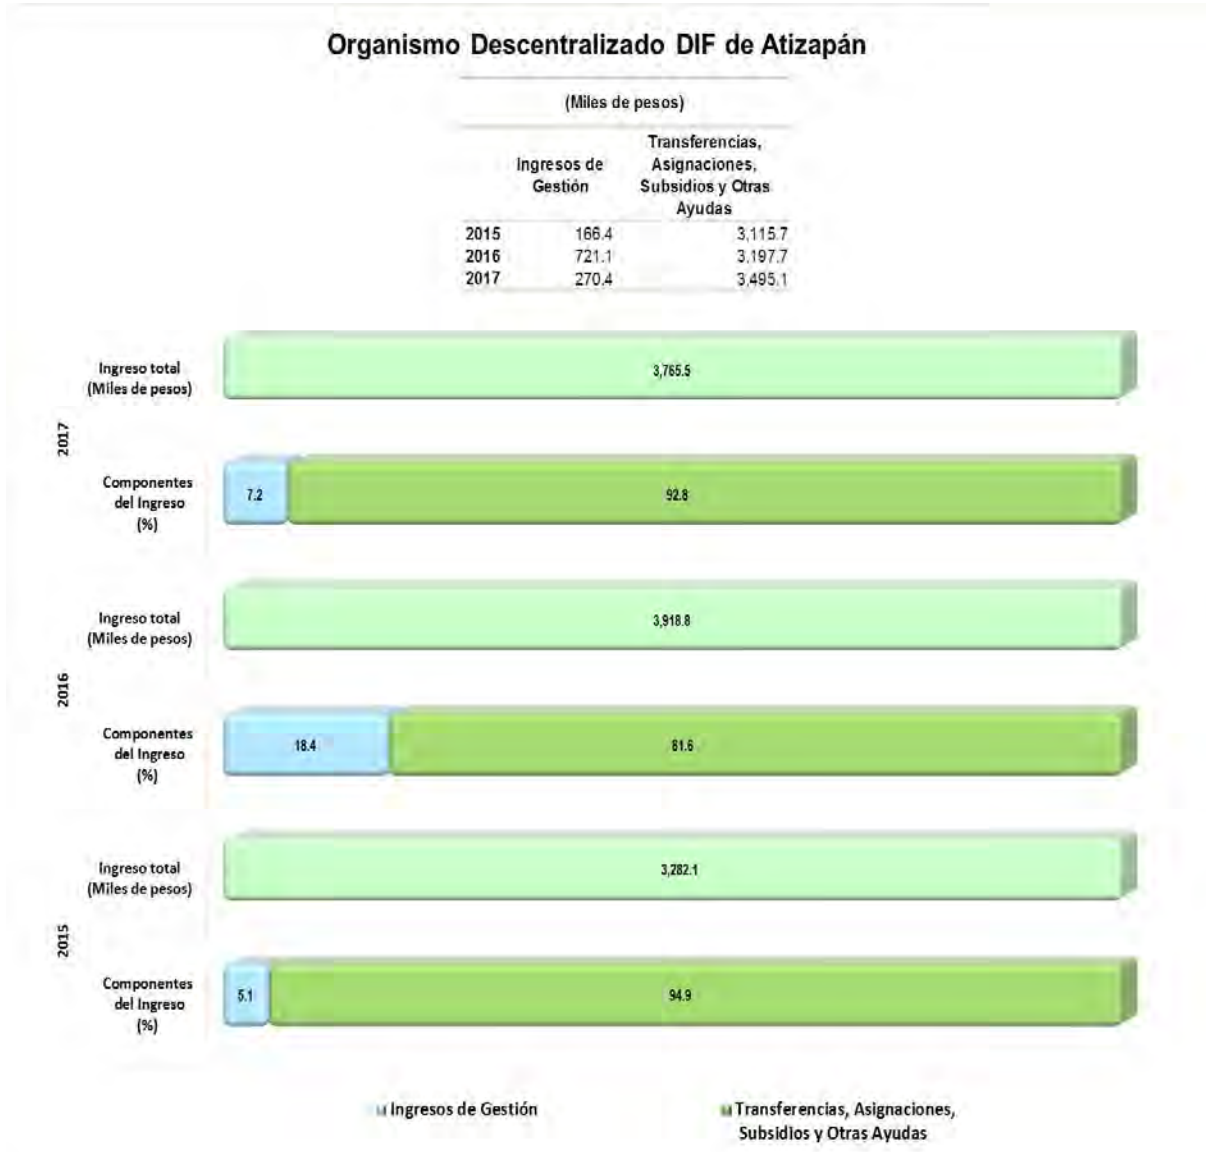 Organismo Descentralizado DIF de Atizapán
(Miles de pesos)
Ingresos de
Gestión
Transferencias,
Asignaciones,
Subsidios y Otras
Ayudas
2015 166.4 3,115.7
2016 721.1 3,197.7
2017 270.4 3,495.1
2017
Ingreso total
(Miles de pesos)
3,765.5
Componentes
del Ingreso
(%)
7.2 92.8
2016
Ingreso total
(Miles de pesos)
3,918.8
Componentes
del Ingreso
(%)
18.4 81.6
2015
Ingreso total
(Miles de pesos)
3,282.1
Componentes
del Ingreso
(%)
5.1 94.9
Ingresos de Gestión
Transferencias, Asignaciones,
Subsidios y Otras Ayudas